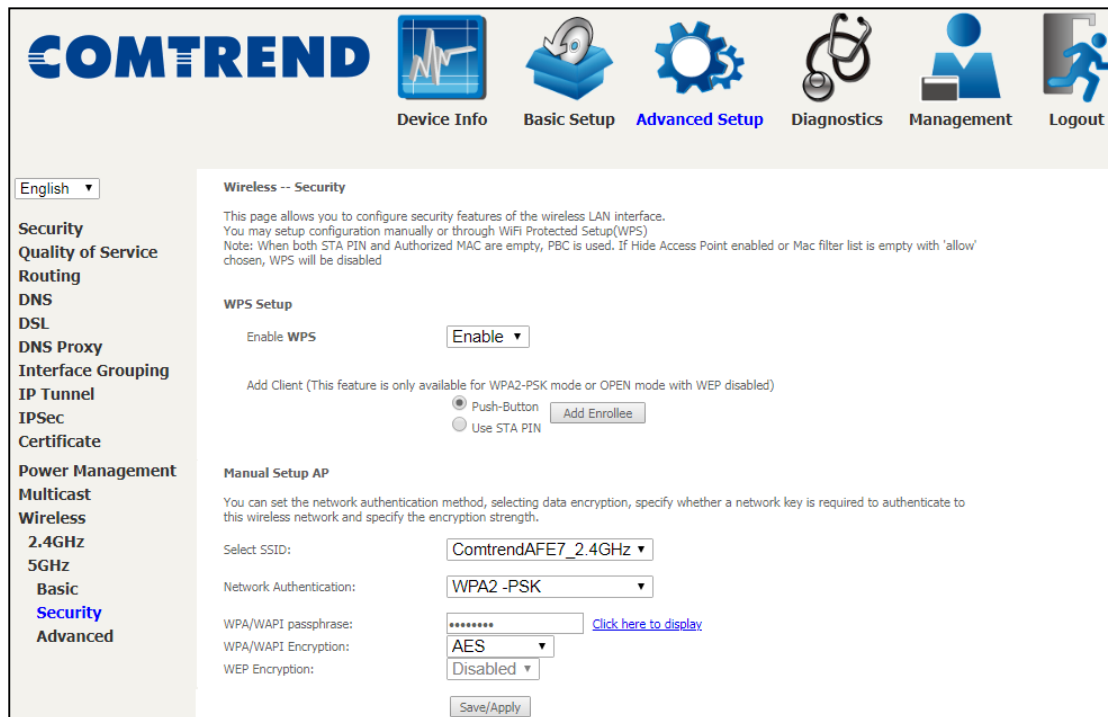 COMTREND
Device Info Basic Setup Advanced Setup Diagnostics Management Logout
English
Security
Quality of Service
Routing
DNS
DSL
DNS Proxy
Interface Grouping
IP Tunnel
IPSec
Certificate
Power Management
Multicast
Wireless
2.4GHz
5GHz
Basic
Security
Advanced
Wireless -- Security
This page allows you to configure security features of the wireless LAN interface.
You may setup configuration manually or through WiFi Protected Setup(WPS)
Note: When both STA PIN and Authorized MAC are empty, PBC is used. If Hide Access Point enabled or Mac filter list is empty with 'allow'
chosen, WPS will be disabled
WPS Setup
Enable WPS Enable
Add Client (This feature is only available for WPA2-PSK mode or OPEN mode with WEP disabled)
Push-Button Add Enrollee
Use STA PIN
Manual Setup AP
You can set the network authentication method, selecting data encryption, specify whether a network key is required to authenticate to
this wireless network and specify the encryption strength.
Select SSID: ComtrendAFE7_2.4GHz
Network Authentication: WPA2 -PSK
WPA/WAPI passphrase: •••••••• Click here to display
WPA/WAPI Encryption: AES
WEP Encryption: Disabled
Save/Apply